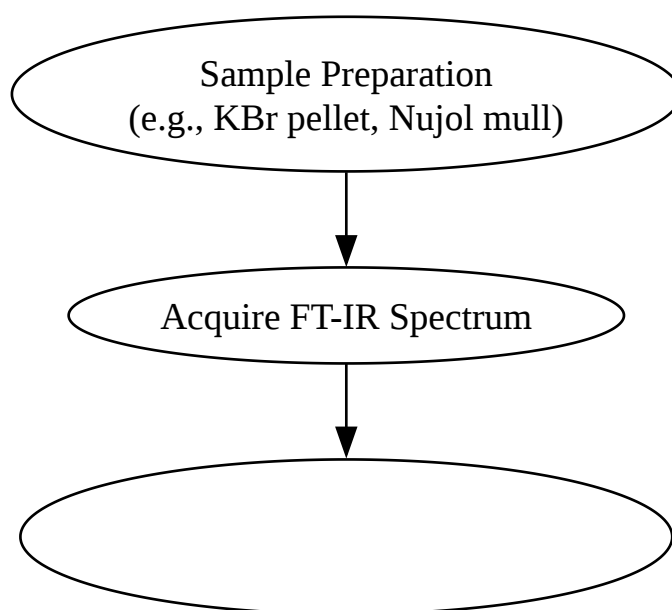 Sample Preparation
(e.g., KBr pellet, Nujol mull)
Acquire FT-IR Spectrum